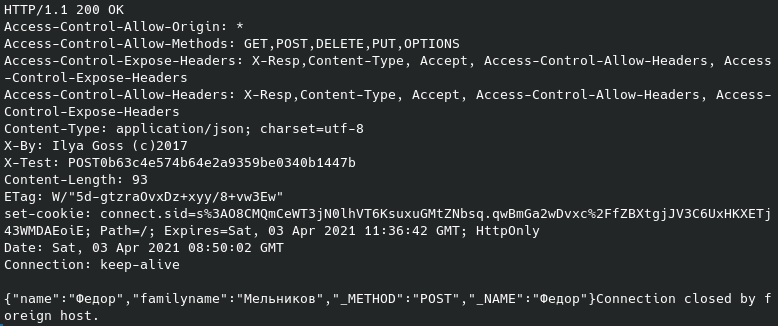 HTTP/1.1 200 OK
Access-Control-Allow-Origin: *
Access-Control-Allow-Methods: GET,POST,DELETE,PUT,OPTIONS
Access-Control-Expose-Headers: X-Resp,Content-Type, Accept, Access-Control-Allow-Headers, Access
-Control-Expose-Headers
Access-Control-Allow-Headers: X-Resp,Content-Type, Accept, Access-Control-Allow-Headers, Access-
Control-Expose-Headers
Content-Type: application/json; charset=utf-8
X-By: Ilya Goss (c)2017
X-Test: POST0b63c4e574b64e2a9359be0340b1447b
Content-Length: 93
ETag: W/"5d-gtzraOvxDz+xyy/8+vw3Ew"
set-cookie: connect.sid=s%3AO8CMQmCeWT3jN0lhVT6KsuxuGMtZNbsq.qwBmGa2wDvxc%2FfZBXtgjJV3C6UxHKXETj
43WMDAEoiE; Path=/; Expires=Sat, 03 Apr 2021 11:36:42 GMT; HttpOnly
Date: Sat, 03 Apr 2021 08:50:02 GMT
Connection: keep-alive

{"name":"Федор","familyname":"Мельников","_METHOD":"POST","_NAME":"Федор"}Connection closed by f
oreign host.